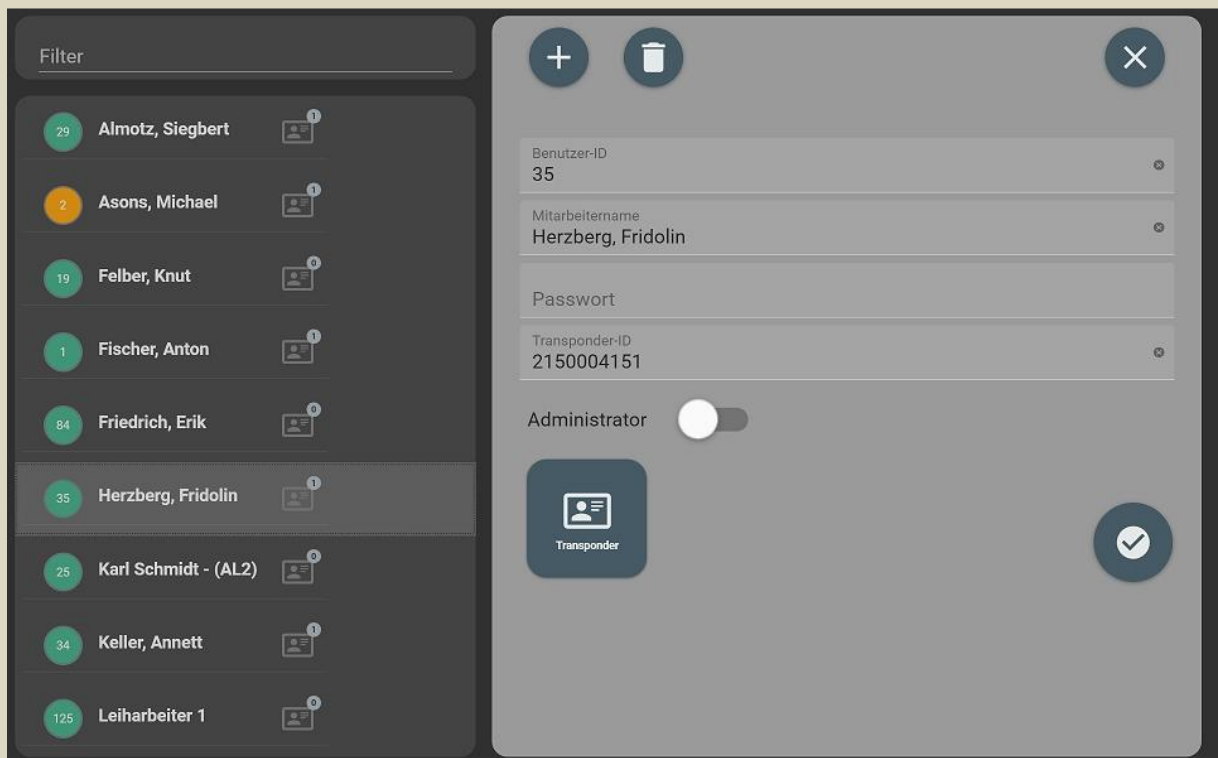 Filter
29 Almotz, Siegbert 1
2 Asons, Michael 1
19 Felber, Knut 0
1 Fischer, Anton 1
84 Friedrich, Erik 0
35 Herzberg, Fridolin 1
25 Karl Schmidt - (AL2) 0
34 Keller, Annett 1
125 Leiharbeiter 1 0
Benutzer-ID
35
Mitarbeitername
Herzberg, Fridolin
Passwort
Transponder-ID
2150004151
Administrator
Transponder